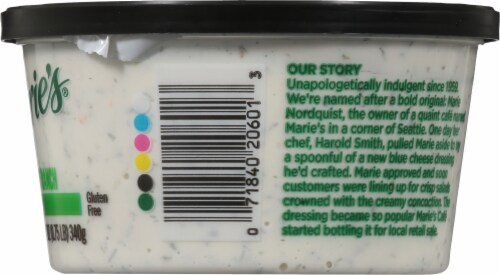 ie's®
Gluten
Free
(0.75 LB) 340g
0 71840 20601 3
OUR STORY
Unapologetically indulgent since 1959.
We're named after a bold original: Marie
Nordquist, the owner of a quaint café
Marie's in a corner of Seattle. One day her
chef, Harold Smith, pulled Marie aside to try
a spoonful of a new blue cheese dressing
he'd crafted. Marie approved and soon
customers were lining up for crisp salads
crowned with the creamy concoction. The
dressing became so popular Marie's Café
started bottling it for local retail sale.